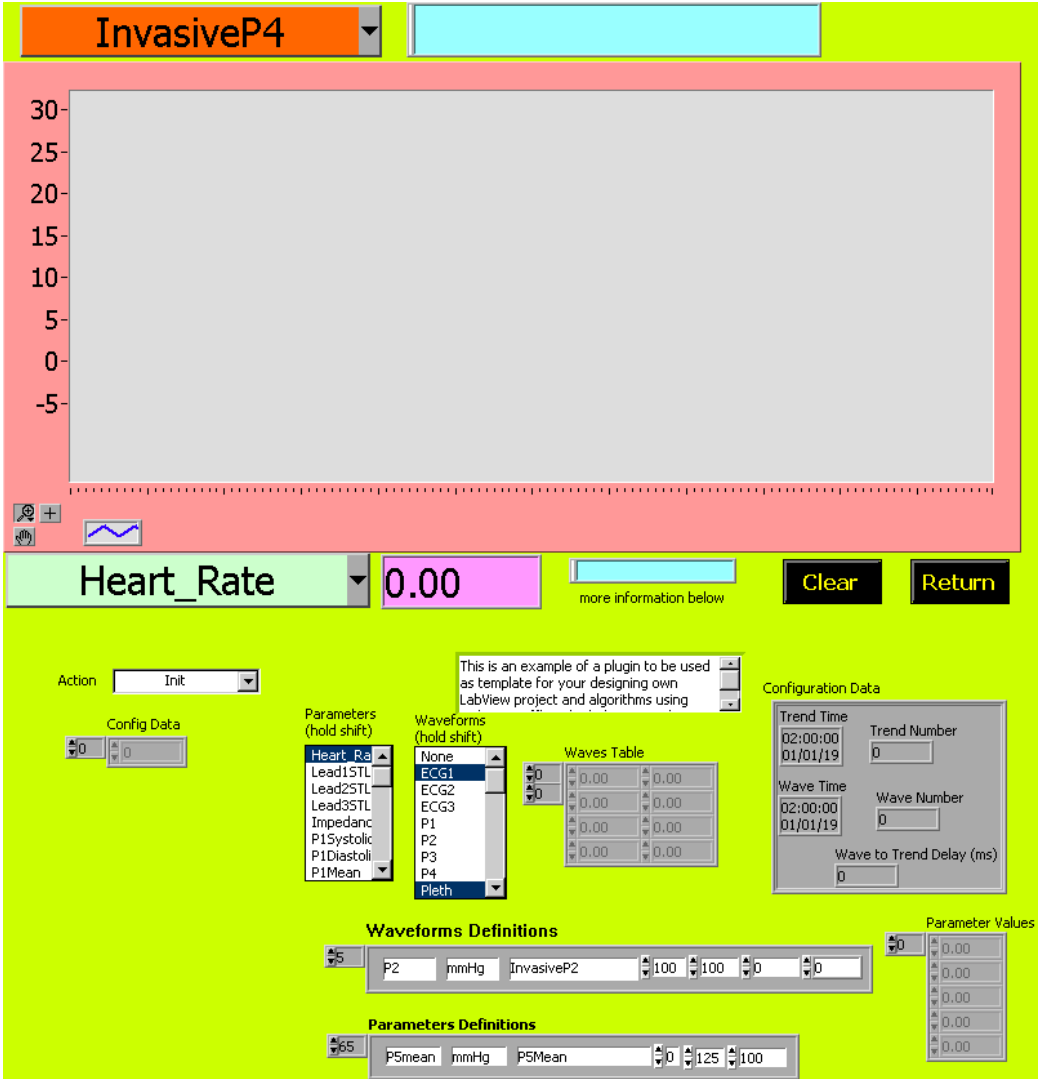 InvasiveP4
30
25
20
15
10
5
0
-5
Heart_Rate
0.00
more information below
Clear
Return
Action
Init
Config Data
0
0
This is an example of a plugin to be used
as template for your designing own
LabView project and algorithms using
Parameters
(hold shift)
Heart_Ra
Lead1STL
Lead2STL
Lead3STL
Impedanc
P1Systolic
P1Diastoli
P1Mean
Waveforms
(hold shift)
None
ECG1
ECG2
ECG3
P1
P2
P3
P4
Pleth
Waves Table
0
0
0.00 0.00
0.00 0.00
0.00 0.00
0.00 0.00
Configuration Data
Trend Time
02:00:00
01/01/19
Trend Number
0
Wave Time
02:00:00
01/01/19
Wave Number
0
Wave to Trend Delay (ms)
0
Waveforms Definitions
5
P2 mmHg InvasiveP2 100 100 0 0
Parameter Values
0
0.00
0.00
0.00
0.00
0.00
Parameters Definitions
65
P5mean mmHg P5Mean 0 125 100